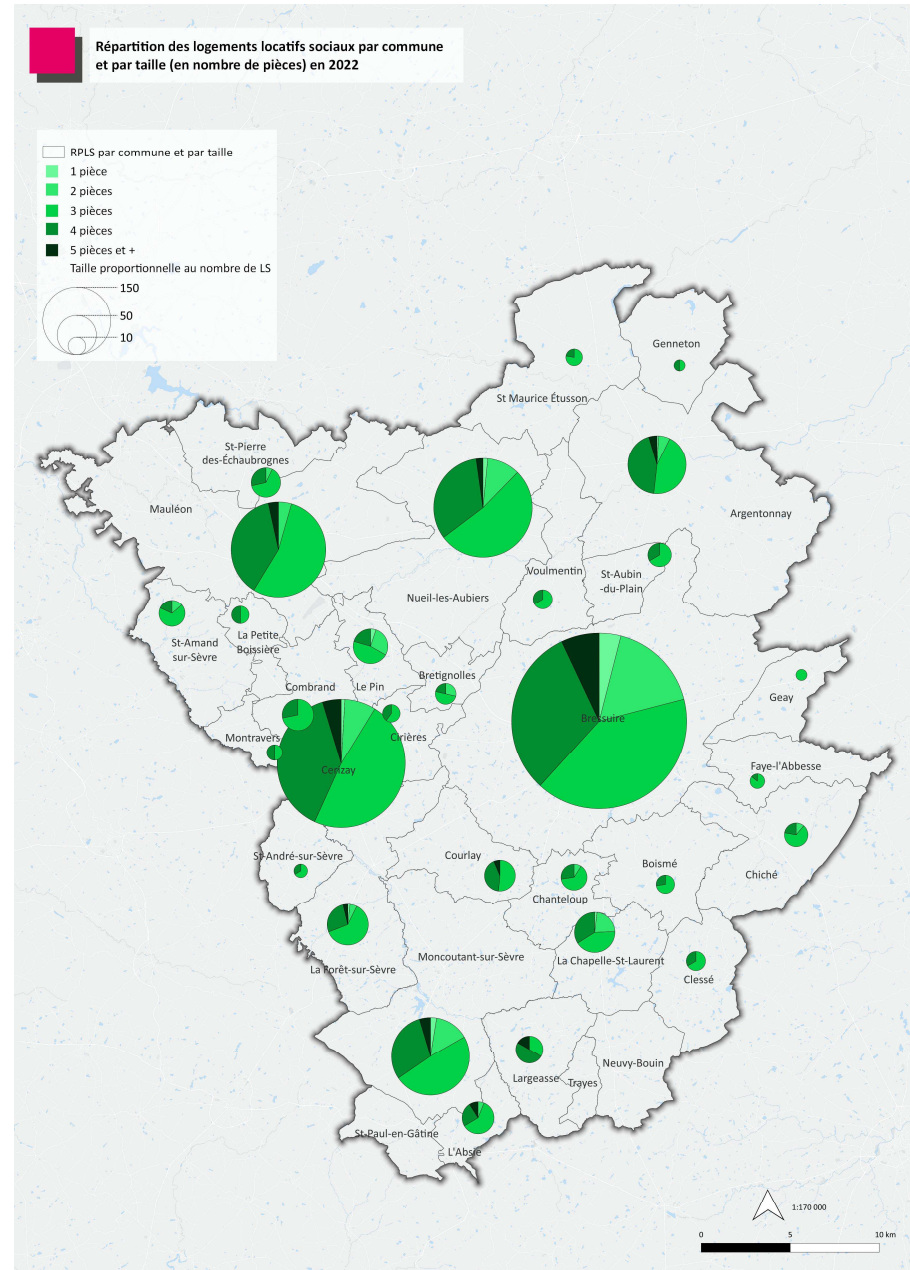 Répartition des logements locatifs sociaux par commune
et par taille (en nombre de pièces) en 2022
RPLS par commune et par taille
1 pièce
2 pièces
3 pièces
4 pièces
5 pièces et +
Taille proportionnelle au nombre de LS
150
50
10
Genneton
St Maurice Étusson
St-Pierre
des-Échaubrognes
Mauléon
Argentonnay
Voulmentin
St-Aubin
-du-Plain
Nueil-les-Aubiers
La Petite
Boissière
St-Amand
sur-Sèvre
Bretignolles
Combrand
Le Pin
Geay
Bressuire
Montravers
Cirières
Cerizay
Faye-l'Abbesse
St-André-sur-Sèvre
Courlay
Boismé
Chiché
Chanteloup
Moncoutant-sur-Sèvre
La Chapelle-St-Laurent
La Forêt-sur-Sèvre
Clessé
Neuvy-Bouin
Largeasse
Trayes
St-Paul-en-Gâtine
L'Absie
1:170 000
0
5
10 km